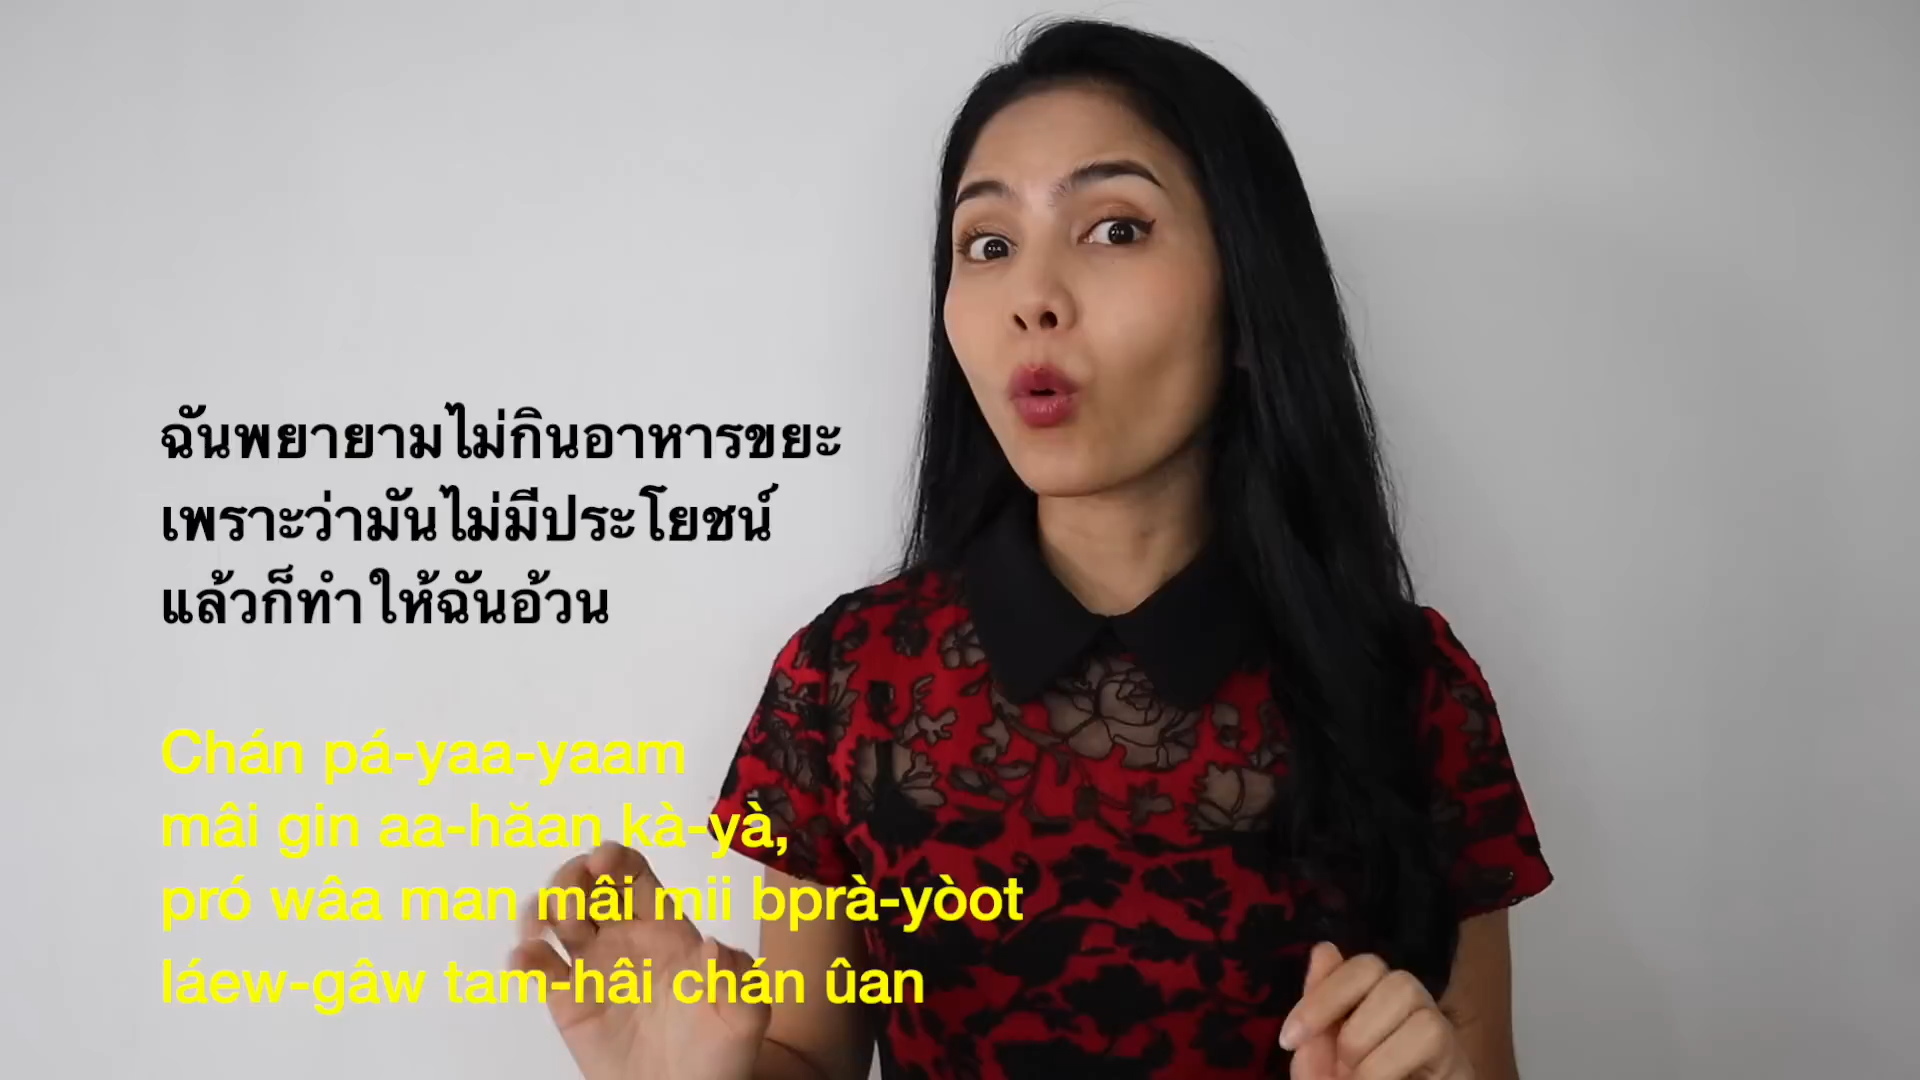 ฉันพยายามไม่กินอาหารขยะ
เพราะว่ามันไม่มีประโยชน์
แล้วก็ทำให้ฉันอ้วน
Chán pá-yaa-yaam
mâi gin aa-hăan kà-yà,
pró wâa man mâi mii bprà-yòot
láew-gâw tam-hâi chán ûan